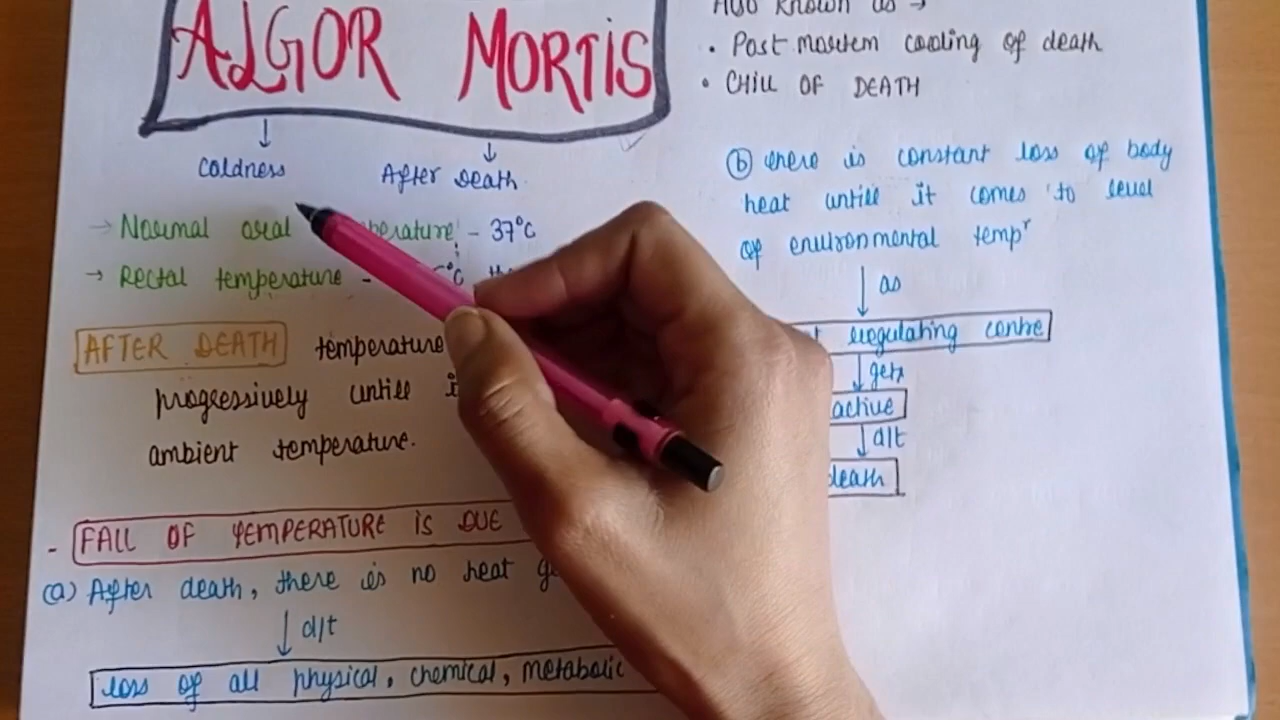 ALGOR MORTIS
Coldness After Death
→ Normal oral - 37°C
→ Rectal temperature - °C
AFTER DEATH temperature
progressively untill
ambient temperature.
- FALL OF TEMPERATURE IS DUE
(a) After death, there is no heat
↓ d/t
loss of all physical, chemical, metabolic
Also known as →
• Post mortem cooling of death
• CHILL OF DEATH
(b) there is constant loss of body
heat untill it comes to level
of environmental tempr
↓ as
regulating centre
↓ gets
active
↓ d/t
death